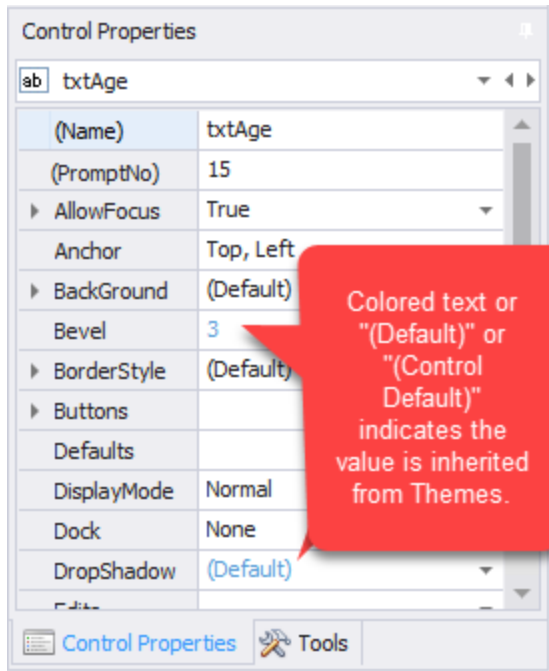 Control Properties
ab txtAge
(Name) txtAge
(PromptNo) 15
AllowFocus True
Anchor Top, Left
BackGround (Default)
Bevel 3
BorderStyle (Default)
Buttons
Defaults
DisplayMode Normal
Dock None
DropShadow (Default)
Colored text or
"(Default)" or
"(Control
Default)"
indicates the
value is inherited
from Themes.
Control Properties Tools